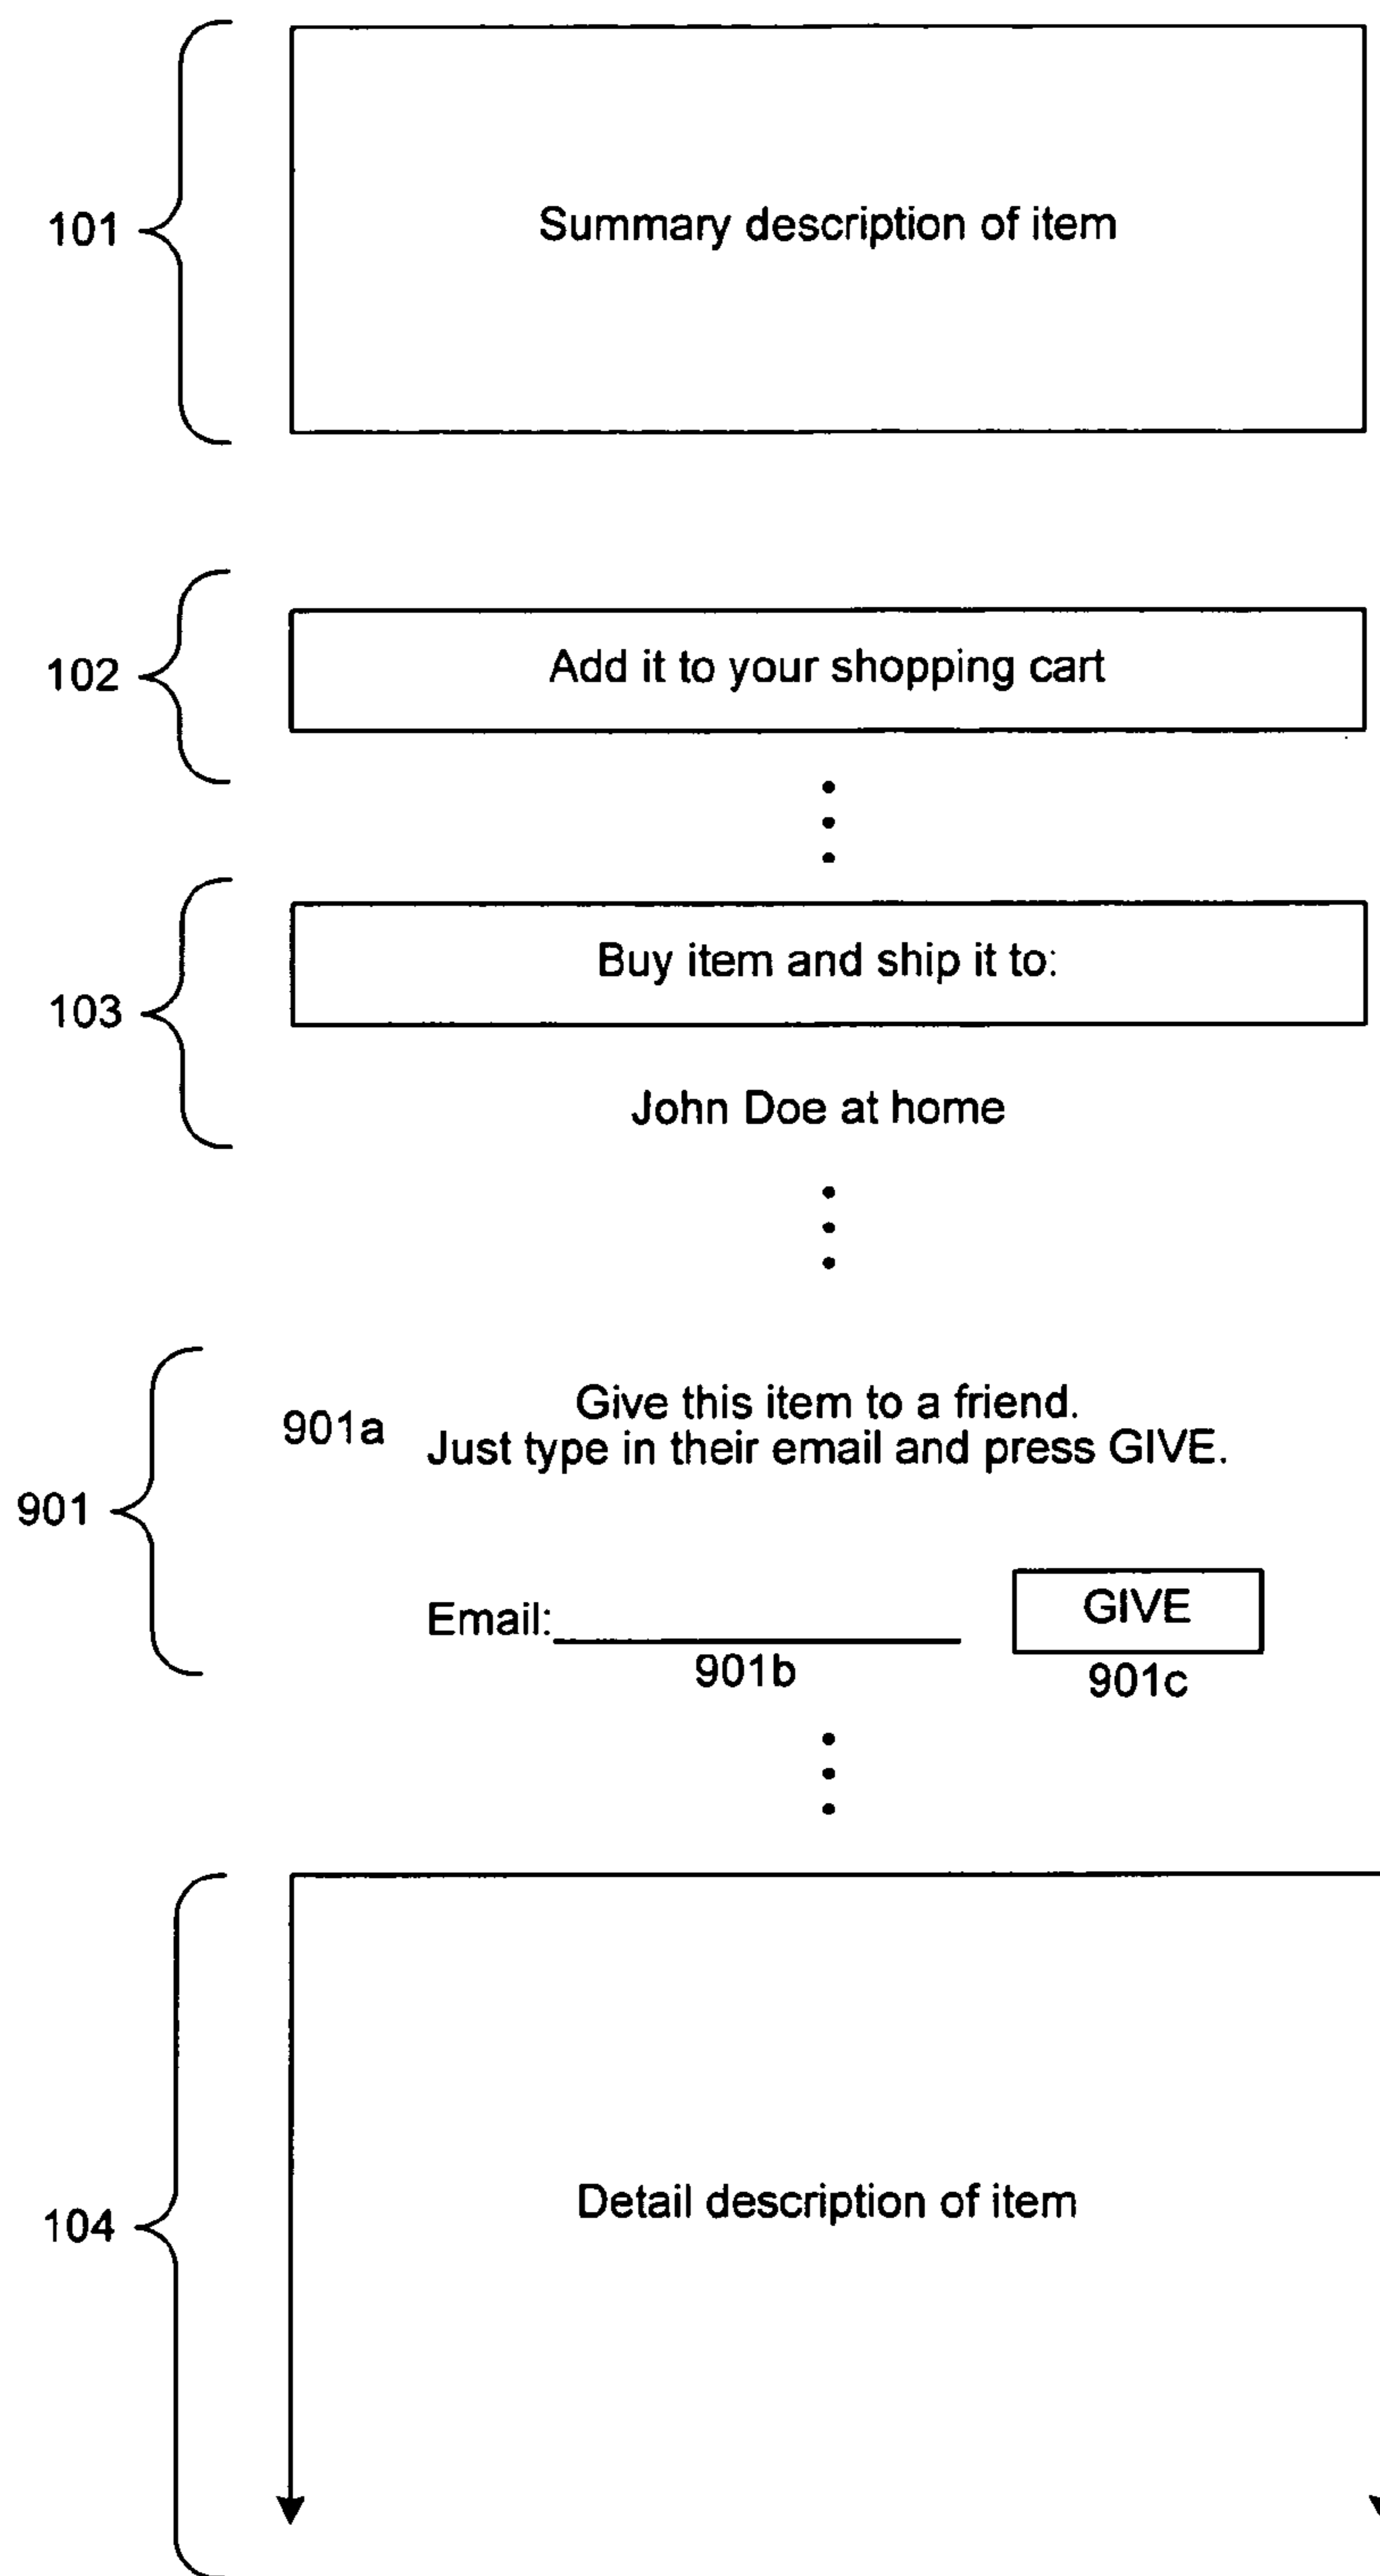 101
Summary description of item
102
Add it to your shopping cart
103
Buy item and ship it to:
John Doe at home
901
901a
Give this item to a friend.
Just type in their email and press GIVE.
Email:
GIVE
901b
901c
104
Detail description of item